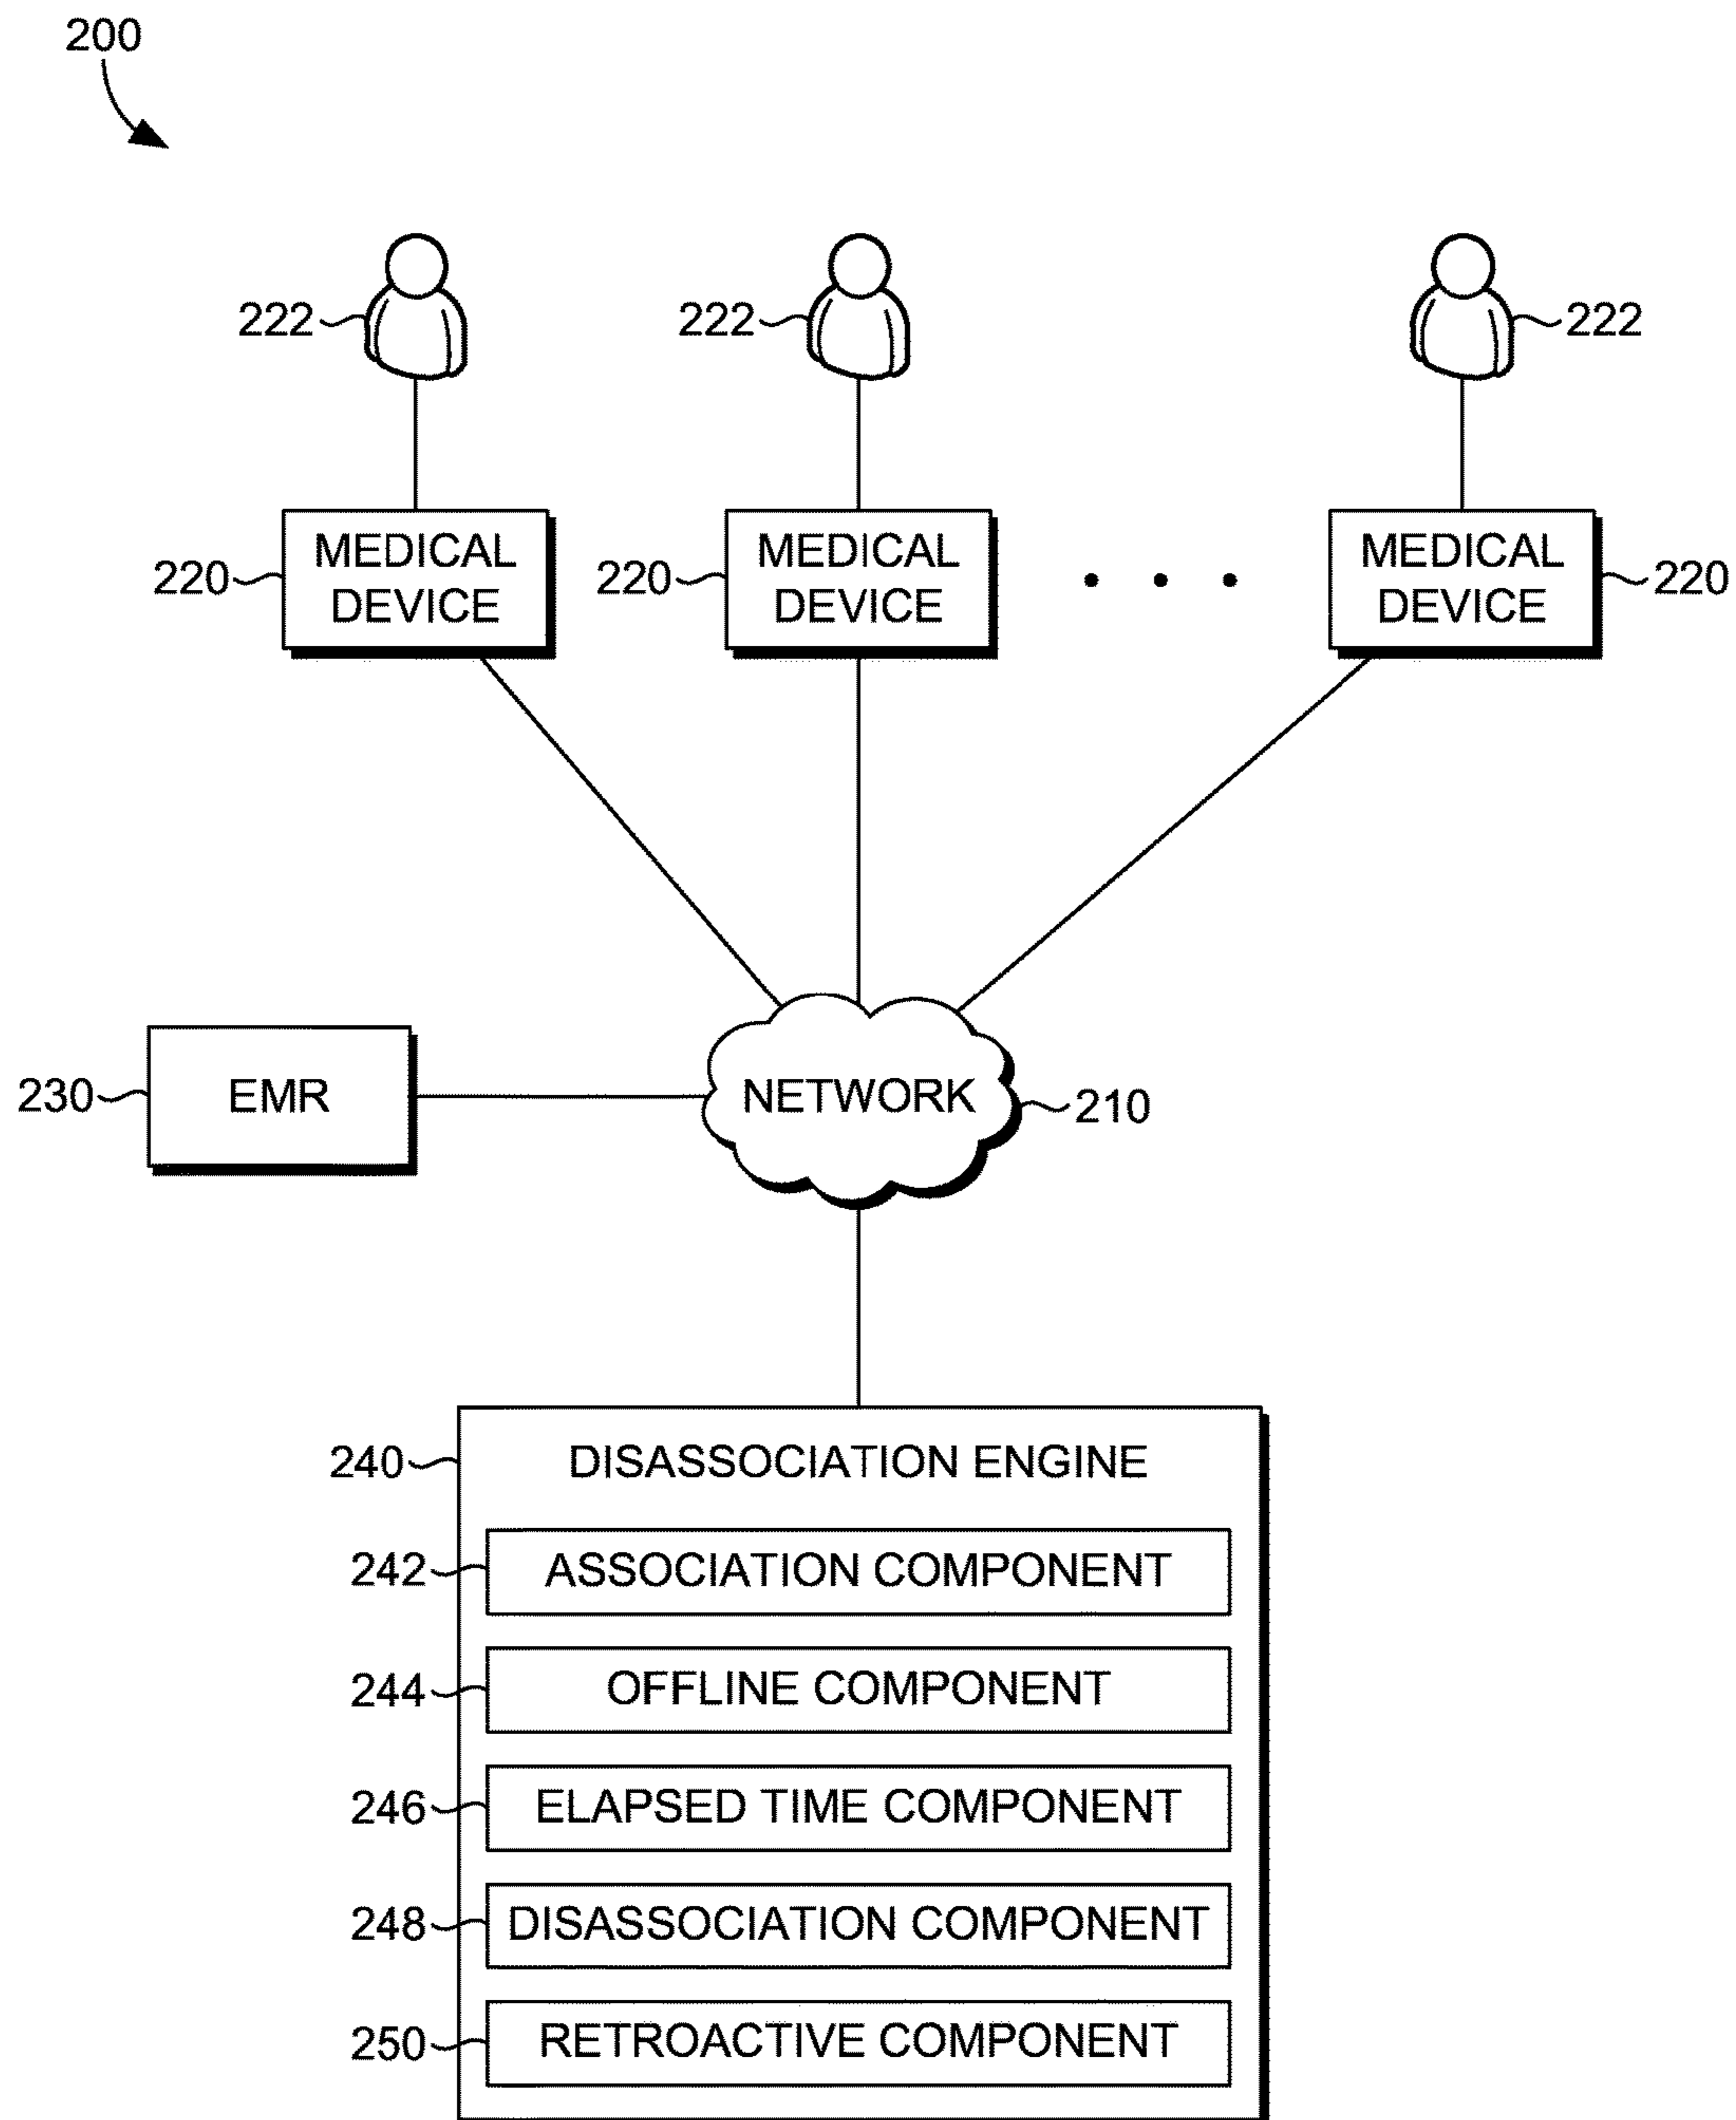 200
222
222
222
220
MEDICAL
DEVICE
220
MEDICAL
DEVICE
MEDICAL
DEVICE
220
230
EMR
NETWORK
210
240
DISASSOCIATION ENGINE
242
ASSOCIATION COMPONENT
244
OFFLINE COMPONENT
246
ELAPSED TIME COMPONENT
248
DISASSOCIATION COMPONENT
250
RETROACTIVE COMPONENT